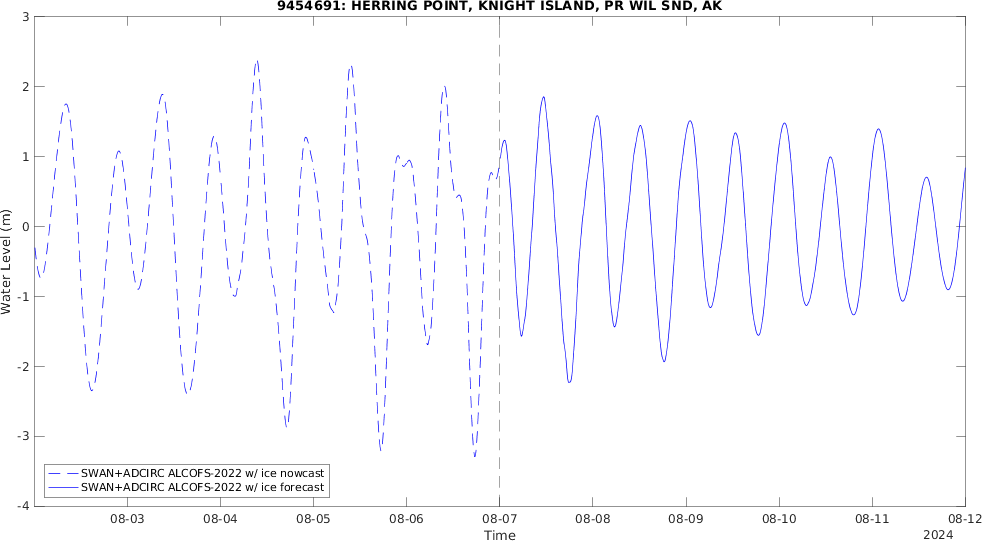 9454691: HERRING POINT, KNIGHT ISLAND, PR WIL SND, AK
3
2
1
0
-1
-2
-3
-4
Water Level (m)
SWAN+ADCIRC ALCOFS-2022 w/ ice nowcast
SWAN+ADCIRC ALCOFS-2022 w/ ice forecast
08-03 08-04 08-05 08-06 08-07 08-08 08-09 08-10 08-11 08-12
Time
2024